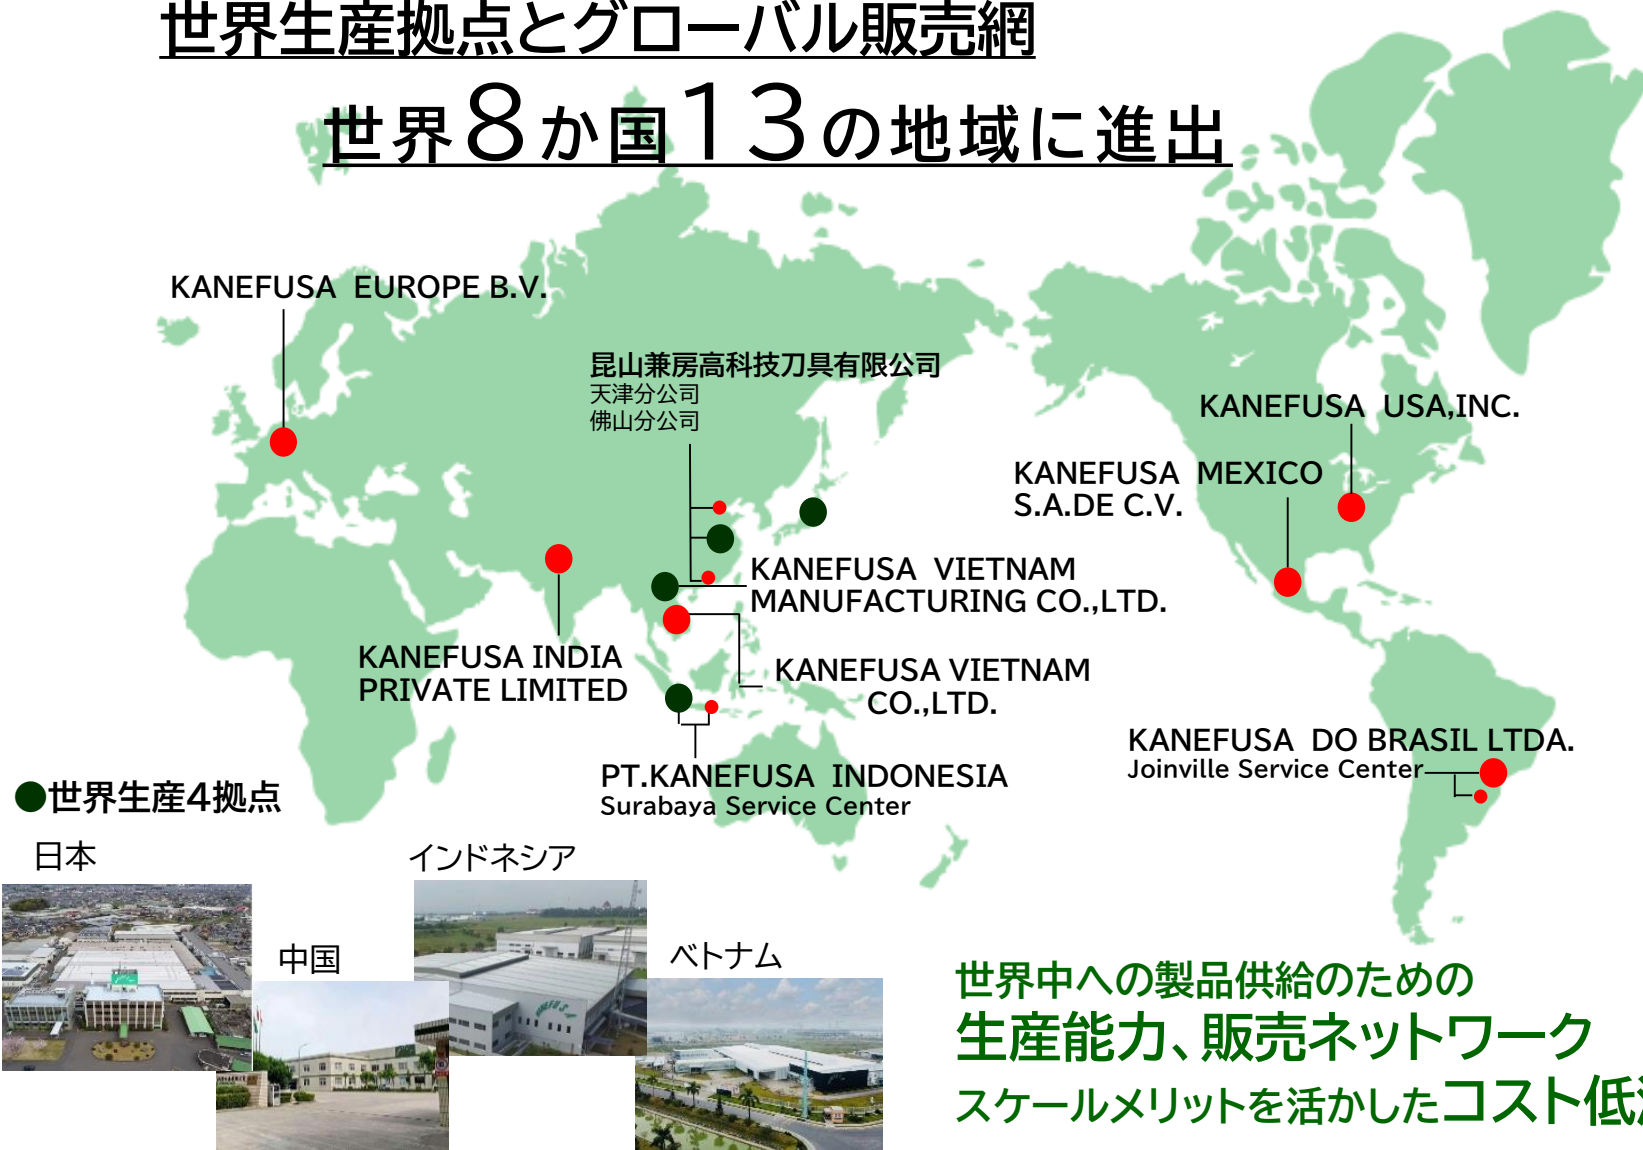 世界生産拠点とグローバル販売網
世界8か国13の地域に進出
KANEFUSA EUROPE B.V.
昆山兼房高科技刀具有限公司
天津分公司
佛山分公司
KANEFUSA USA,INC.
KANEFUSA MEXICO
S.A.DE C.V.
KANEFUSA VIETNAM
MANUFACTURING CO.,LTD.
KANEFUSA INDIA
PRIVATE LIMITED
KANEFUSA VIETNAM
CO.,LTD.
KANEFUSA DO BRASIL LTDA.
Joinville Service Center
PT.KANEFUSA INDONESIA
Surabaya Service Center
●世界生産4拠点
日本
インドネシア
中国
ベトナム
KANEFUSA
世界中への製品供給のための
生産能力、販売ネットワーク
スケールメリットを活かしたコスト低